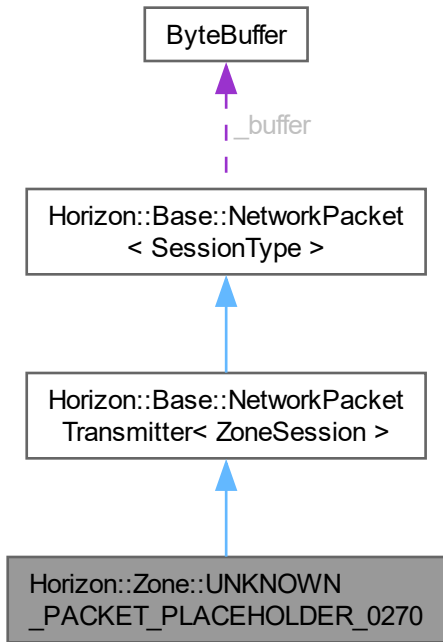 ByteBuffer
_buffer
Horizon::Base::NetworkPacket
< SessionType >
Horizon::Base::NetworkPacket
Transmitter< ZoneSession >
Horizon::Zone::UNKNOWN
_PACKET_PLACEHOLDER_0270